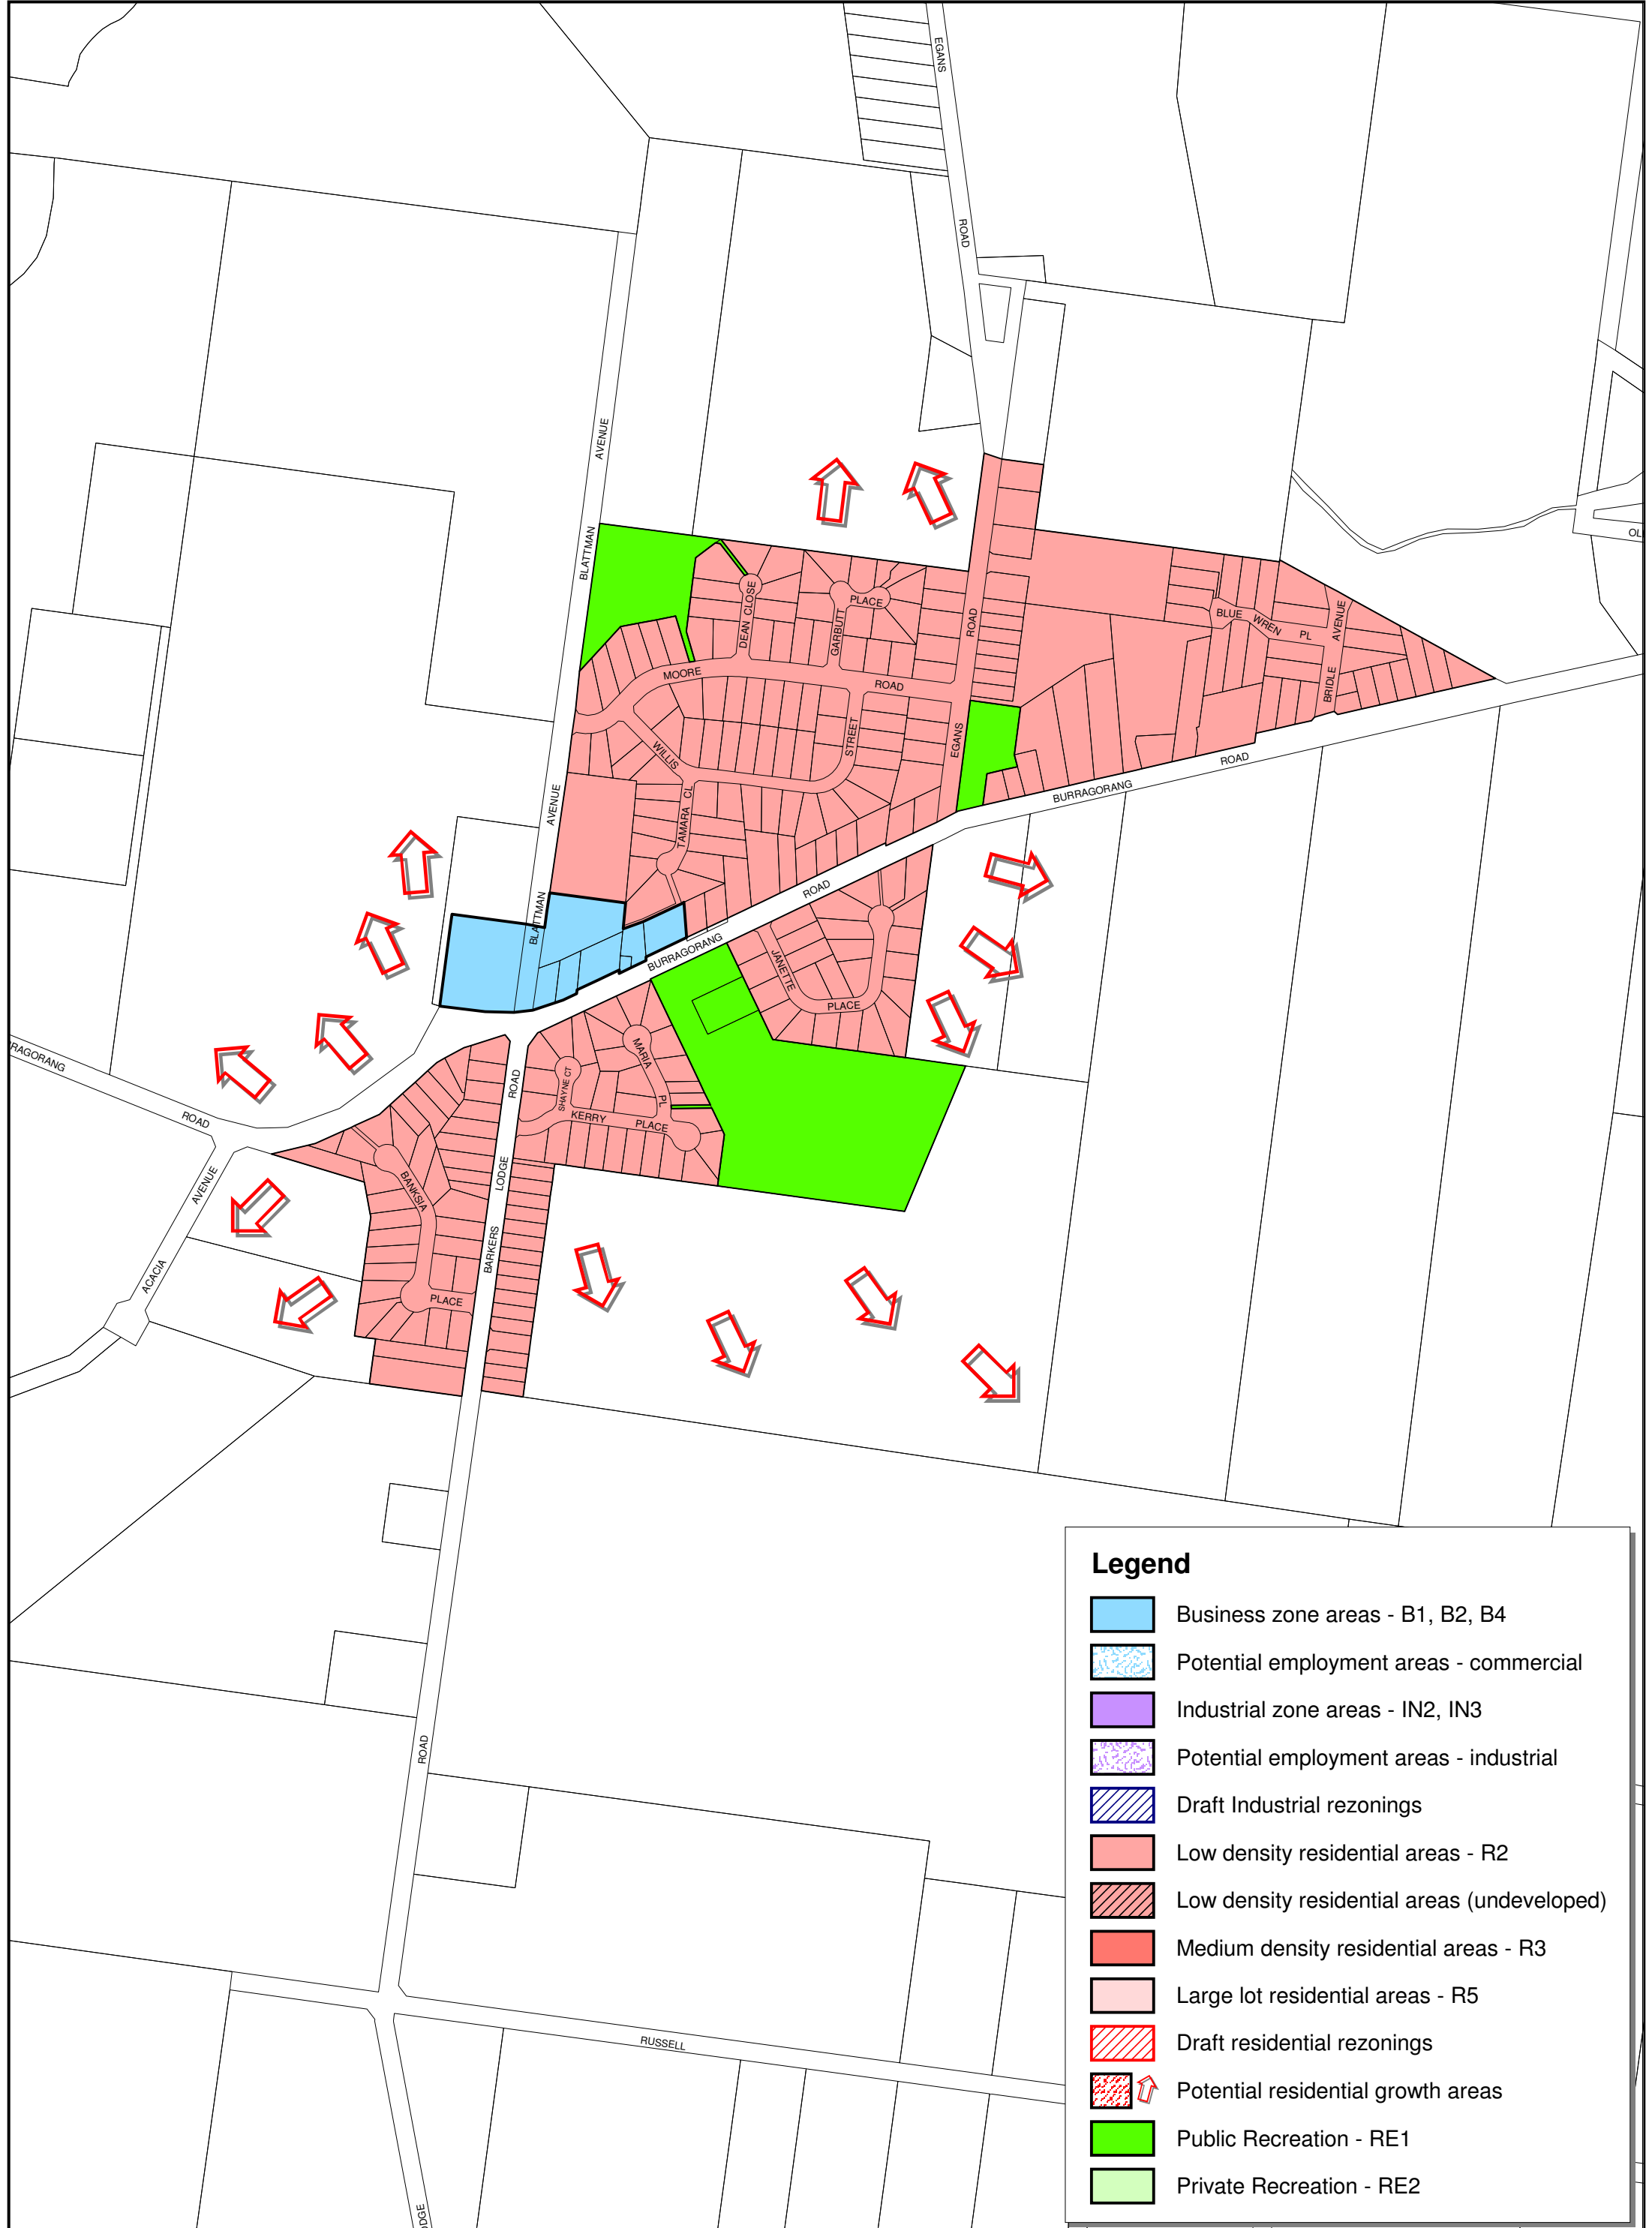 EGANS
ROAD
AVENUE
BLATTMAN
DEAN CLOSE
PLACE
GARBUTT
ROAD
BLUE
WREN
PL
AVENUE
BRIDLE
MOORE
ROAD
STREET
WILLIS
EGANS
TAMARA CL
AVENUE
BLATTMAN
BURRAGORANG
ROAD
ROAD
BURRAGORANG
JANETTE
PLACE
MARIA
PL
SHAYNE CT
KERRY
PLACE
RAGORANG
ROAD
AVENUE
ACACIA
BANKSIA
PLACE
ROAD
LODGE
BARKERS
ROAD
RUSSELL
DGE
OL
Legend
Business zone areas - B1, B2, B4
Potential employment areas - commercial
Industrial zone areas - IN2, IN3
Potential employment areas - industrial
Draft Industrial rezonings
Low density residential areas - R2
Low density residential areas (undeveloped)
Medium density residential areas - R3
Large lot residential areas - R5
Draft residential rezonings
Potential residential growth areas
Public Recreation - RE1
Private Recreation - RE2